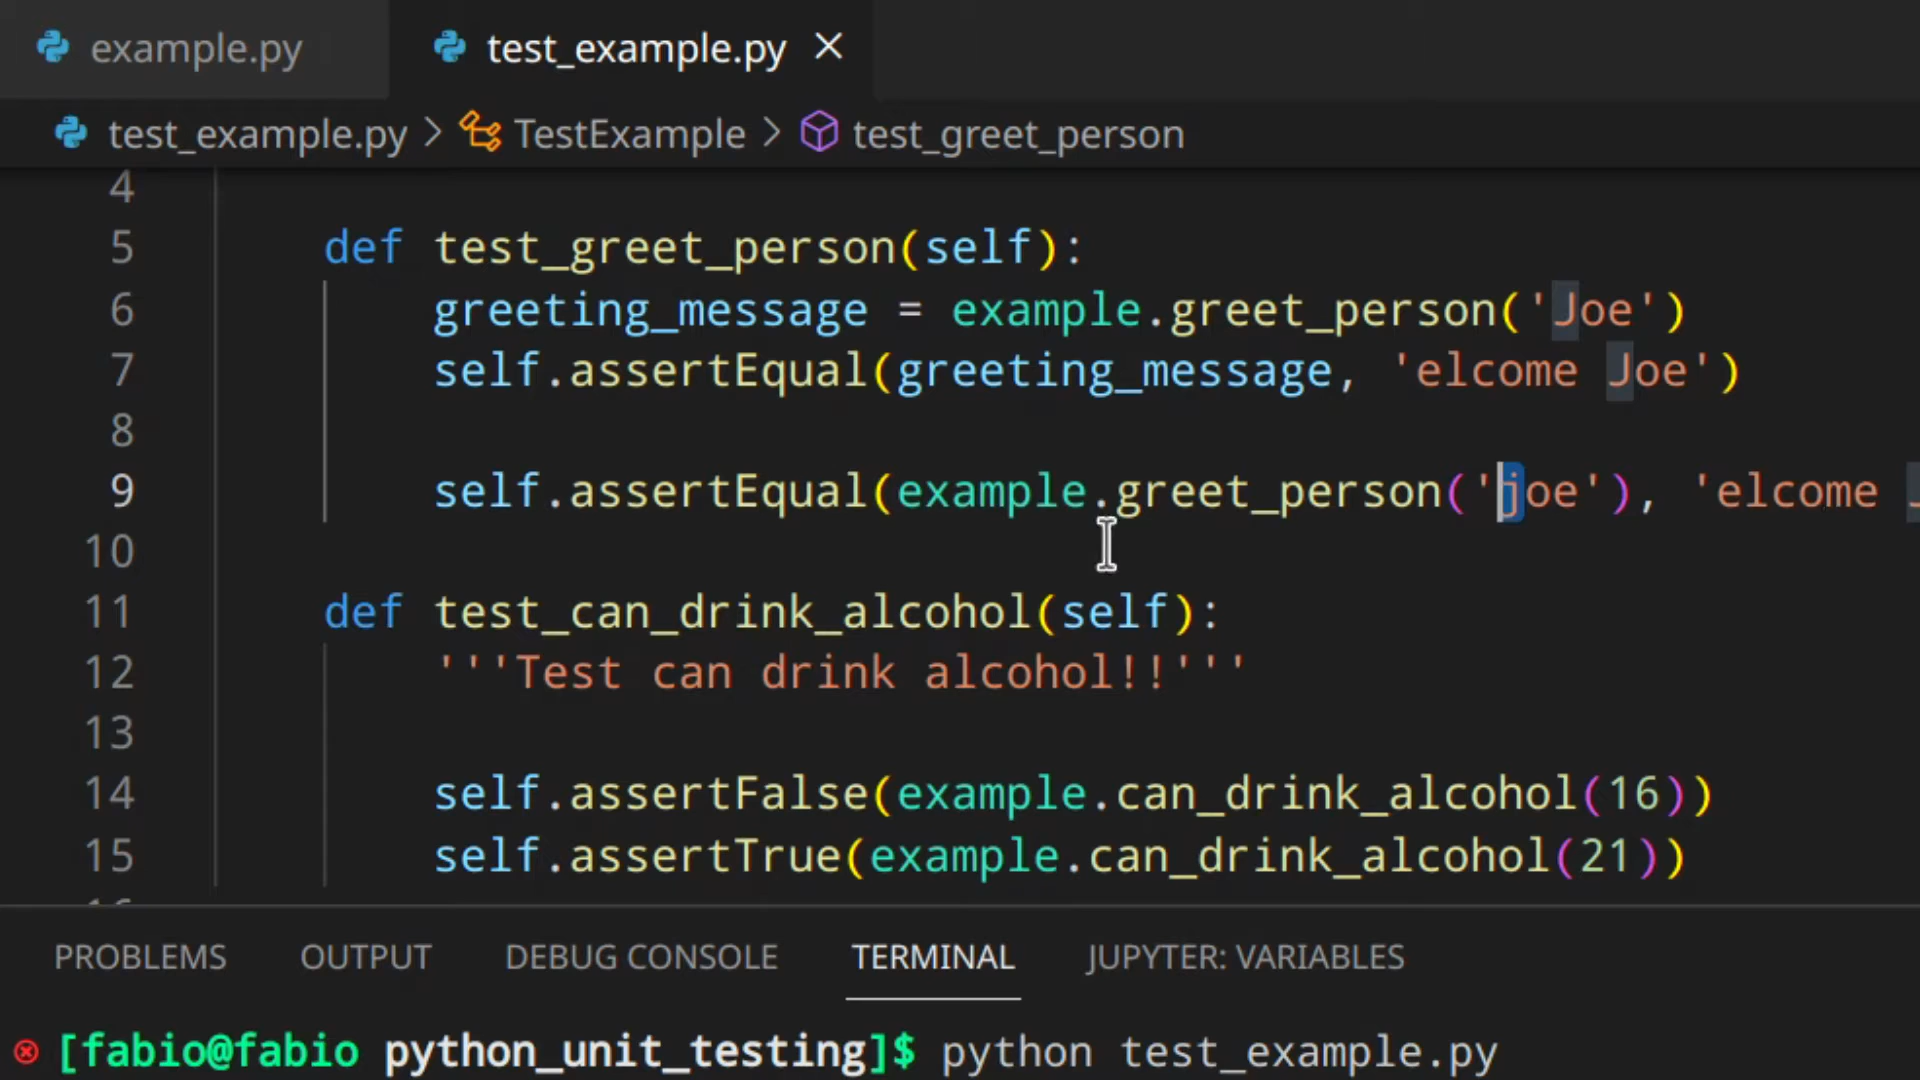 example.py
test_example.py
test_example.py > TestExample > test_greet_person
4
5 def test_greet_person(self):
6 greeting_message = example.greet_person('Joe')
7 self.assertEqual(greeting_message, 'elcome Joe')
8
9 self.assertEqual(example.greet_person('joe'), 'elcome
10
11 def test_can_drink_alcohol(self):
12 '''Test can drink alcohol!!'''
13
14 self.assertFalse(example.can_drink_alcohol(16))
15 self.assertTrue(example.can_drink_alcohol(21))
PROBLEMS OUTPUT DEBUG CONSOLE TERMINAL JUPYTER: VARIABLES
[fabio@fabio python_unit_testing]$ python test_example.py